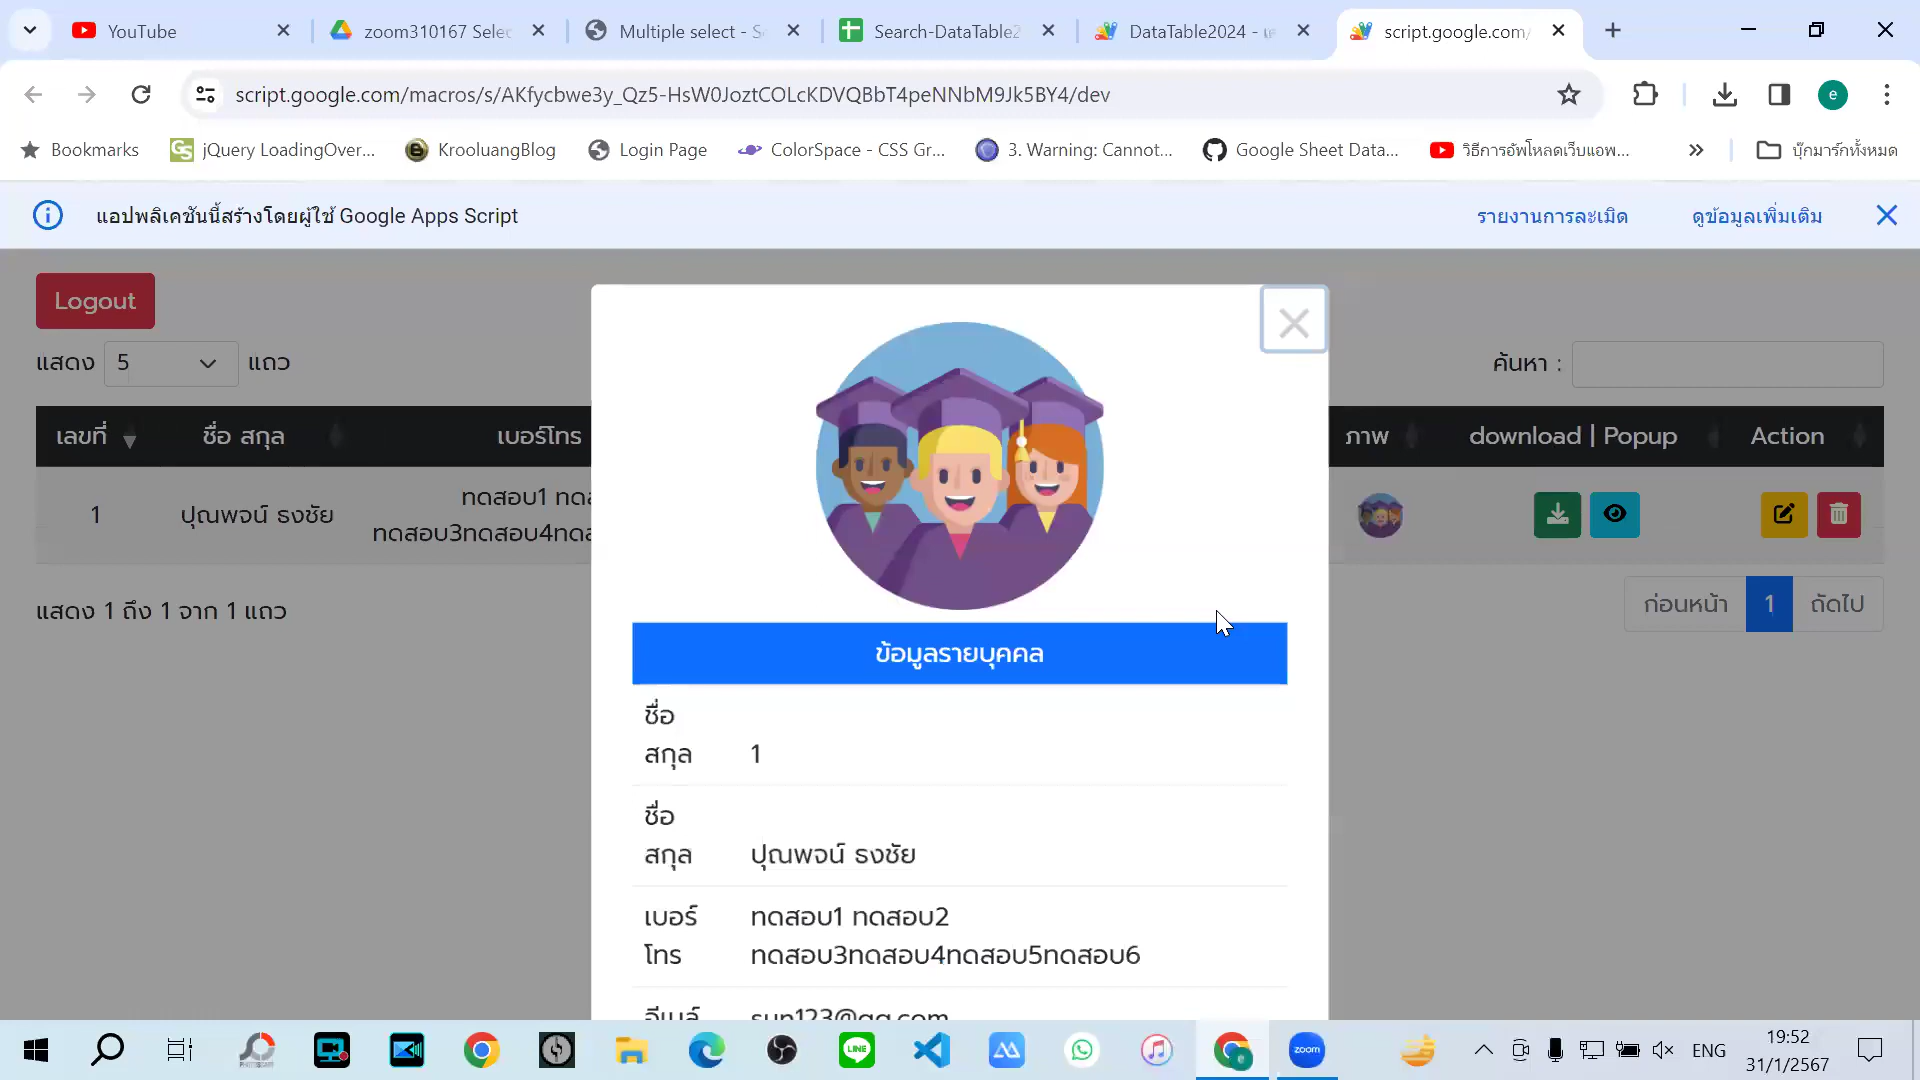 YouTube
zoom310167 Selec
Multiple select - S
Search-DataTable2
DataTable2024 - เ
script.google.com/
script.google.com/macros/s/AKfycbwe3y_Qz5-HsW0JoztCOLcKDVQBbT4peNNbM9Jk5BY4/dev
e
Bookmarks
jQuery LoadingOver...
KrooluangBlog
Login Page
ColorSpace - CSS Gr...
3. Warning: Cannot...
Google Sheet Data...
วิธีการอัพโหลดเว็บแอพ...
บุ๊กมาร์กทั้งหมด
แอปพลิเคชันนี้สร้างโดยผู้ใช้ Google Apps Script
รายงานการละเมิด
ดูข้อมูลเพิ่มเติม
Logout
แสดง 5 แถว
ค้นหา :
เลขที่ ชื่อ สกุล เบอร์โทร ภาพ download | Popup Action
1 ปุณพจน์ ธงชัย
ทดสอบ1 ทดส
ทดสอบ3ทดสอบ4ทดส
แสดง 1 ถึง 1 จาก 1 แถว
ก่อนหน้า 1 ถัดไป
ข้อมูลรายบุคคล
ชื่อ
สกุล 1
ชื่อ
สกุล ปุณพจน์ ธงชัย
เบอร์ ทดสอบ1 ทดสอบ2
โทร ทดสอบ3ทดสอบ4ทดสอบ5ทดสอบ6
อีเมล์ sun123@gg.com
LINE
zoom
ENG
19:52
31/1/2567